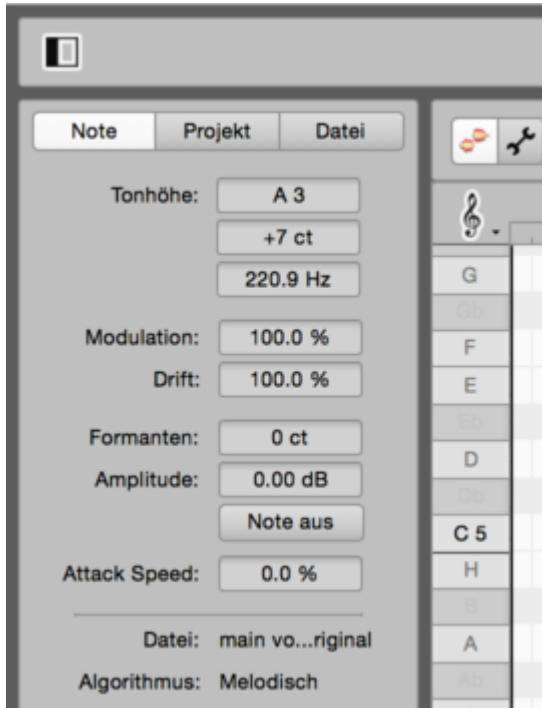 Note Projekt Datei
Tonhöhe: A 3
+7 ct
220.9 Hz
Modulation: 100.0 %
Drift: 100.0 %
Formanten: 0 ct
Amplitude: 0.00 dB
Note aus
Attack Speed: 0.0 %
Datei: main vo...riginal
Algorithmus: Melodisch
G
Gb
F
E
Eb
D
Db
C 5
H
B
A
Ab